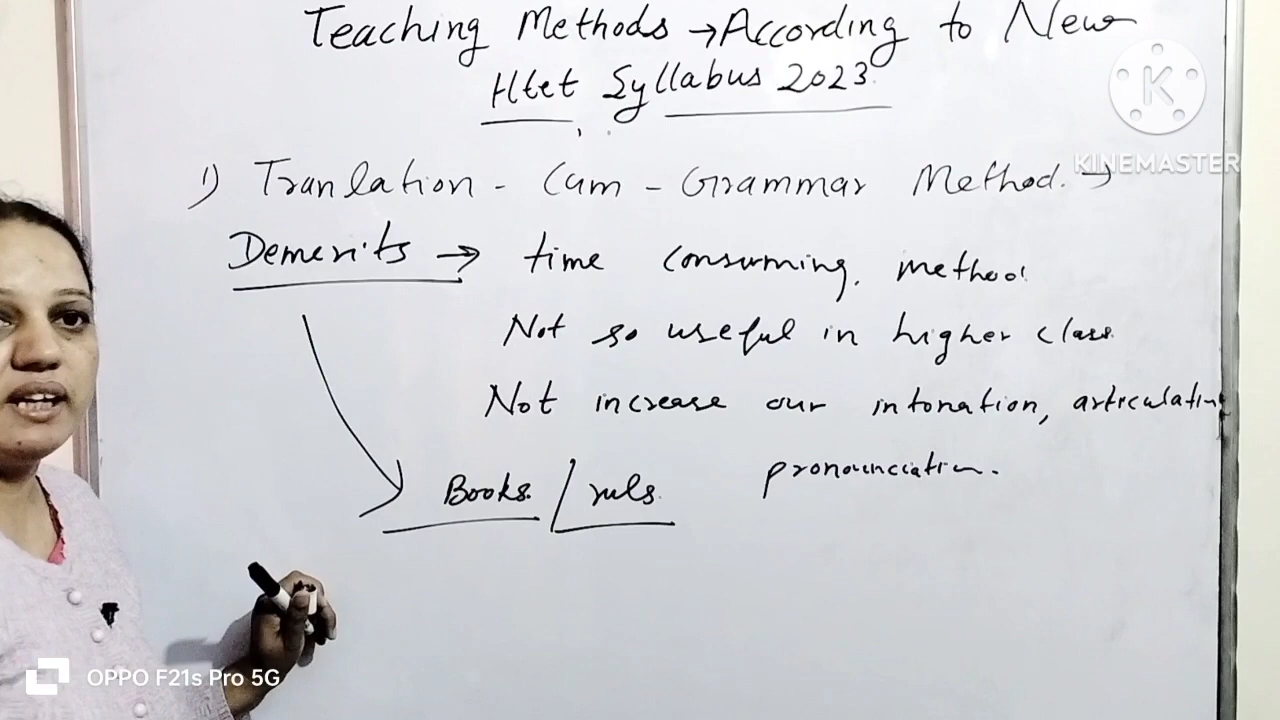 Teaching Methods → According to New
Htet Syllabus 2023.
1) Tranlation - Cum - Grammar Method. →
Demerits → time consuming. method
Not so useful in higher class.
Not increase our intonation, articulating
pronounciation.
Books. / ruls.
K
KINEMASTER
OPPO F21s Pro 5G